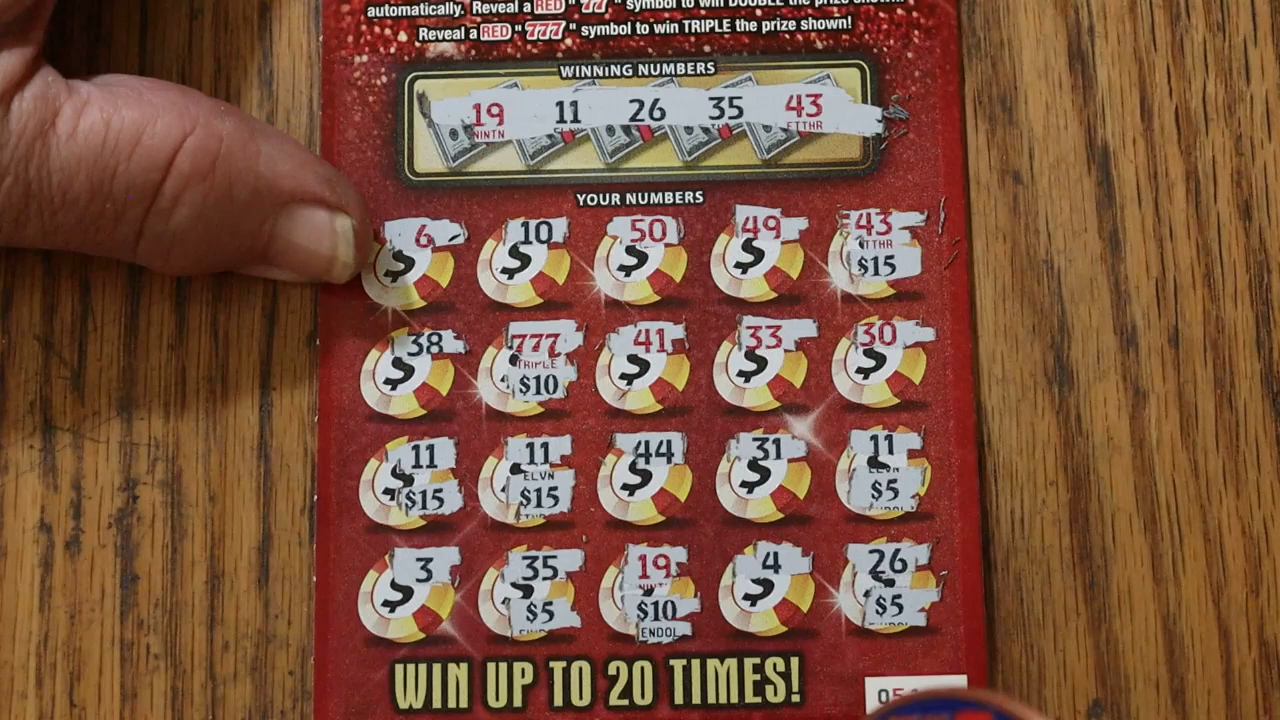 automatically. Reveal a RED "77" symbol to win DOUBLE the prize shown.
Reveal a RED "777" symbol to win TRIPLE the prize shown!
WINNING NUMBERS
19 11 26 35 43
NINTN FTTHR
YOUR NUMBERS
6 10 50 49 43
TTHR
$ $ $ $ $15
38 777 41 33 30
TRIPLE
$ $10 $ $ $
11 11 44 31 11
ELVN ELVN
$15 $15 $ $ $5
3 35 19 4 26
$ $5 $10 $ $5
ENDOL
WIN UP TO 20 TIMES!